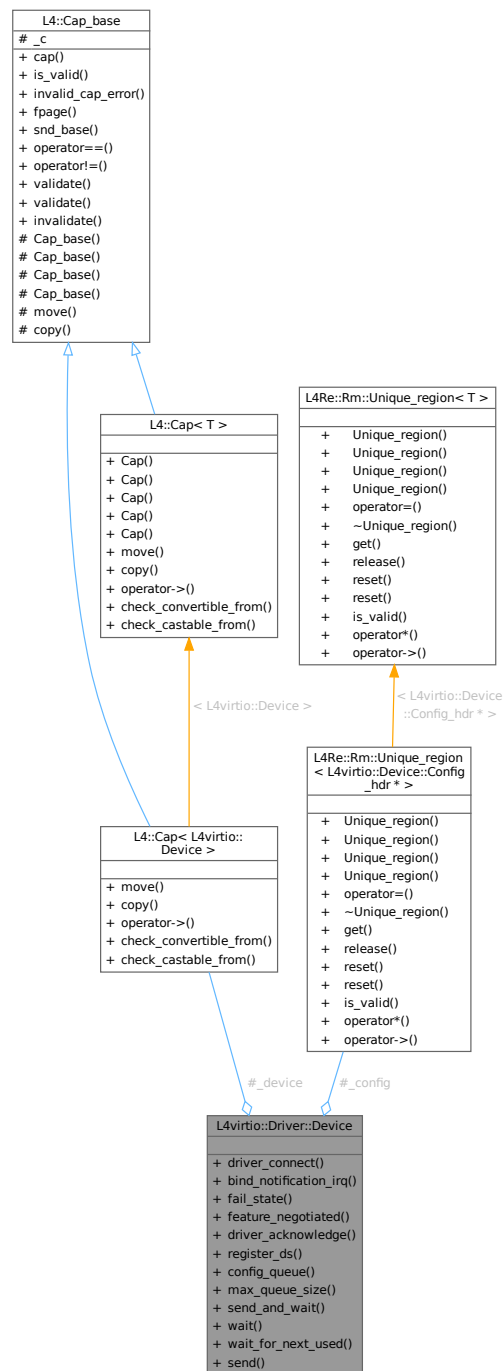 L4::Cap_base
# _c
+ cap()
+ is_valid()
+ invalid_cap_error()
+ fpage()
+ snd_base()
+ operator==()
+ operator!=()
+ validate()
+ validate()
+ invalidate()
# Cap_base()
# Cap_base()
# Cap_base()
# Cap_base()
# move()
# copy()
L4::Cap< T >
+ Cap()
+ Cap()
+ Cap()
+ Cap()
+ Cap()
+ move()
+ copy()
+ operator->()
+ check_convertible_from()
+ check_castable_from()
L4Re::Rm::Unique_region< T >
+ Unique_region()
+ Unique_region()
+ Unique_region()
+ Unique_region()
+ operator=()
+ ~Unique_region()
+ get()
+ release()
+ reset()
+ reset()
+ is_valid()
+ operator*()
+ operator->()
< L4virtio::Device >
< L4virtio::Device
::Config_hdr * >
L4::Cap< L4virtio::
Device >
+ move()
+ copy()
+ operator->()
+ check_convertible_from()
+ check_castable_from()
L4Re::Rm::Unique_region
< L4virtio::Device::Config
_hdr * >
+ Unique_region()
+ Unique_region()
+ Unique_region()
+ Unique_region()
+ operator=()
+ ~Unique_region()
+ get()
+ release()
+ reset()
+ reset()
+ is_valid()
+ operator*()
+ operator->()
#_device
#_config
L4virtio::Driver::Device
+ driver_connect()
+ bind_notification_irq()
+ fail_state()
+ feature_negotiated()
+ driver_acknowledge()
+ register_ds()
+ config_queue()
+ max_queue_size()
+ send_and_wait()
+ wait()
+ wait_for_next_used()
+ send()